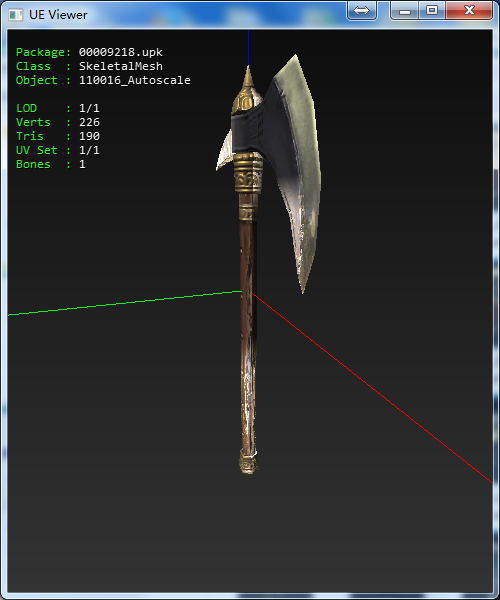 UE Viewer
Package: 00009218.upk
Class : SkeletalMesh
Object : 110016_Autoscale
LOD : 1/1
Verts : 226
Tris : 190
UV Set : 1/1
Bones : 1